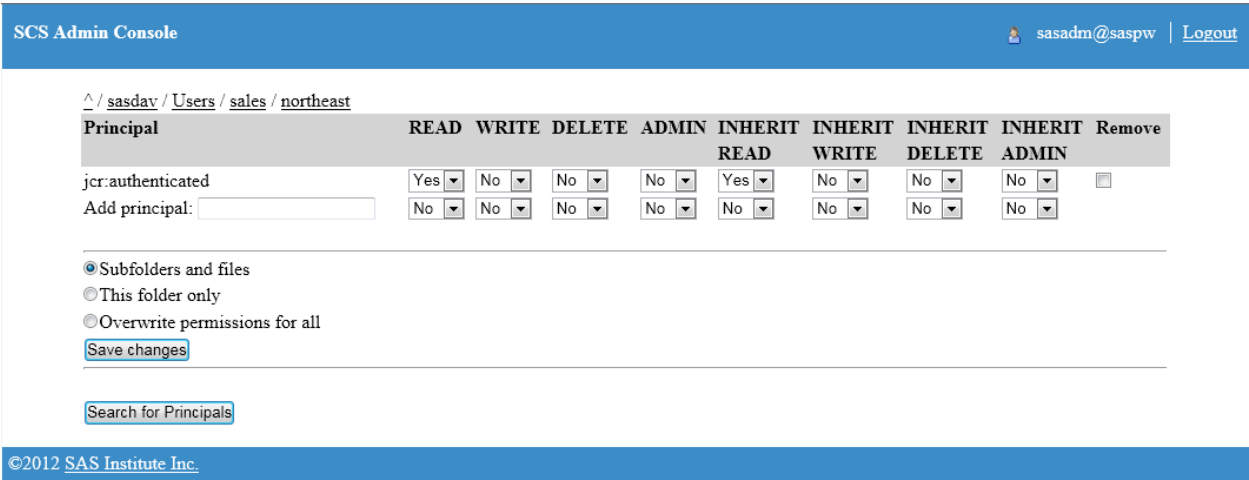 SCS Admin Console sasadm@saspw | Logout
^ / sasdav / Users / sales / northeast
Principal READ WRITE DELETE ADMIN INHERIT READ INHERIT WRITE INHERIT DELETE INHERIT ADMIN Remove
jcr:authenticated Yes No No No Yes No No No
Add principal: No No No No No No No No
Subfolders and files
This folder only
Overwrite permissions for all
Save changes
Search for Principals
©2012 SAS Institute Inc.